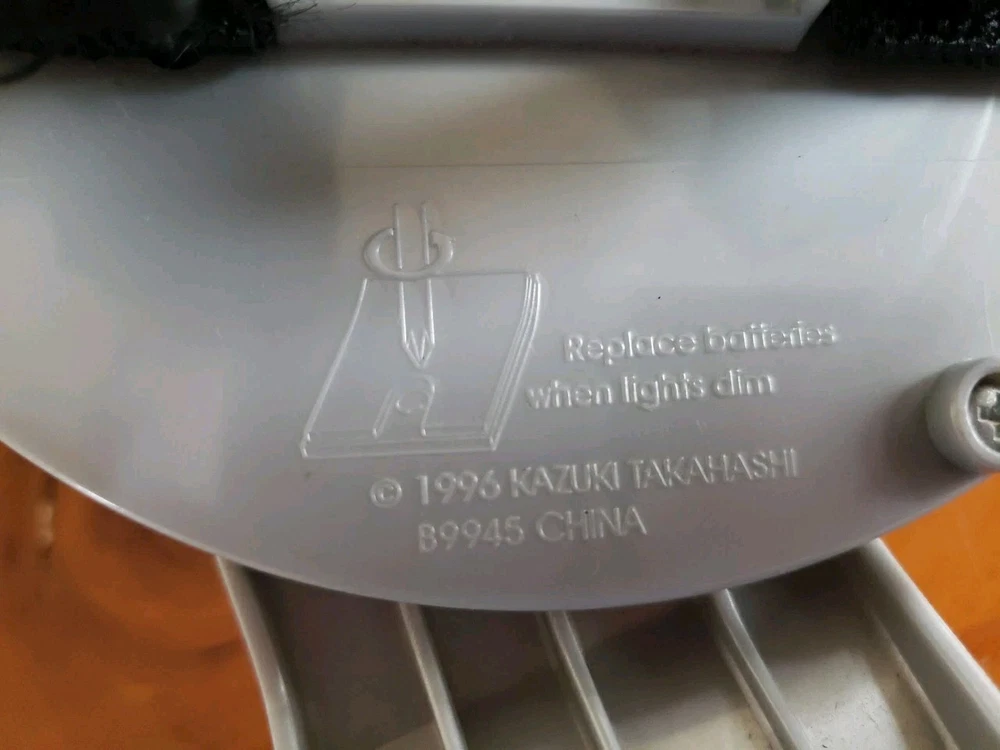 Replace batteries
when lights dim
© 1996 KAZUKI TAKAHASHI
B9945 CHINA